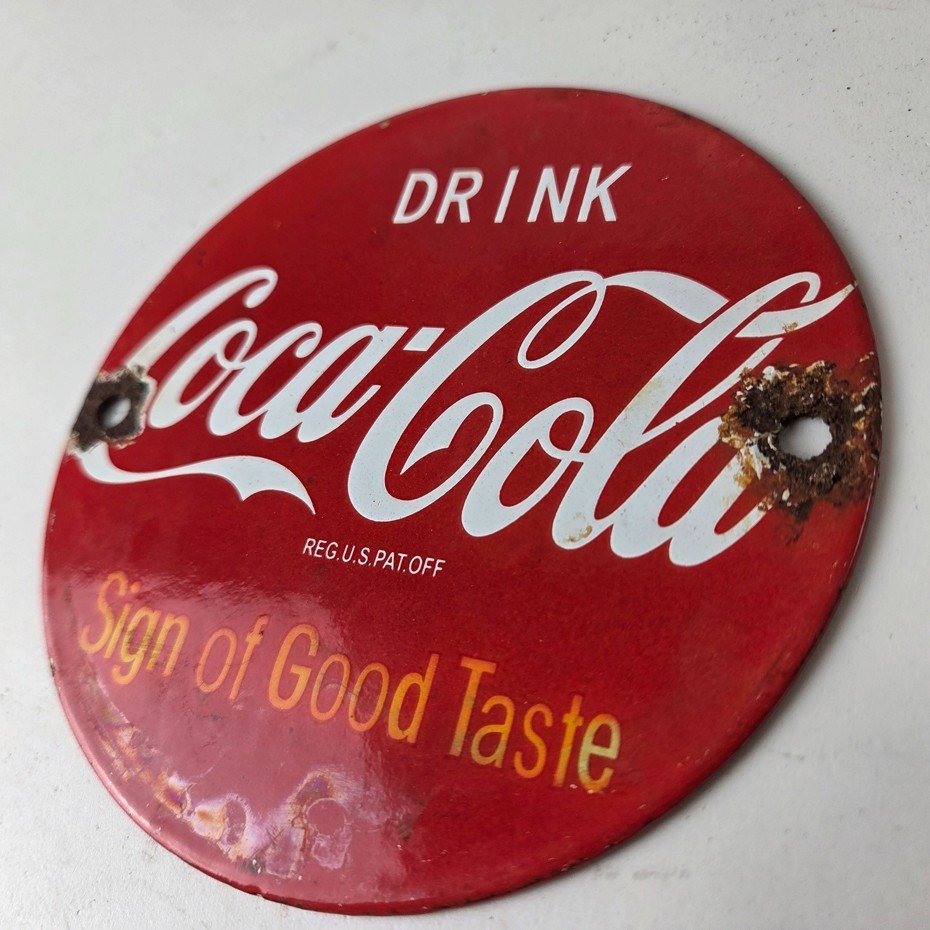 DRINK
Coca-Cola
REG.U.S.PAT.OFF
Sign of Good Taste